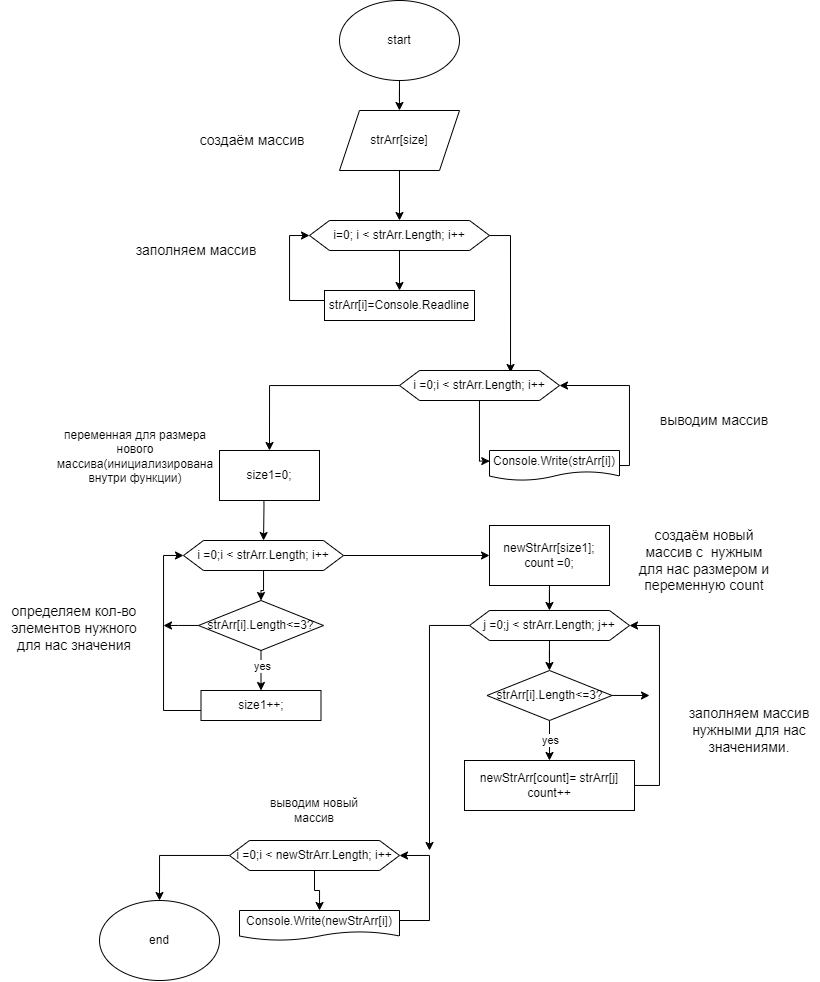 start
создаём массив
strArr[size]
i=0; i < strArr.Length; i++
заполняем массив
strArr[i]=Console.Readline
i =0;i < strArr.Length; i++
выводим массив
Console.Write(strArr[i])
переменная для размера
нового
массива(инициализирована
внутри функции)
size1=0;
i =0;i < strArr.Length; i++
newStrArr[size1];
count =0;
создаём новый
массив с нужным
для нас размером и
переменную count
определяем кол-во
элементов нужного
для нас значения
strArr[i].Length<=3?
yes
size1++;
j =0;j < strArr.Length; j++
strArr[i].Length<=3?
yes
newStrArr[count]= strArr[j]
count++
заполняем массив
нужными для нас
значениями.
выводим новый
массив
i =0;i < newStrArr.Length; i++
Console.Write(newStrArr[i])
end